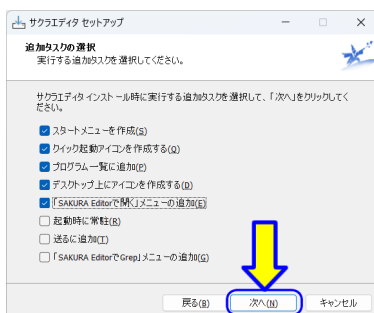 サクラエディタ セットアップ
追加タスクの選択
実行する追加タスクを選択してください。
サクラエディタ インストール時に実行する追加タスクを選択して、「次へ」をクリックしてく
ださい。
スタートメニューを作成(S)
クイック起動アイコンを作成する(Q)
プログラム一覧に追加(P)
デスクトップ上にアイコンを作成する(D)
「SAKURA Editorで開く」メニューの追加(E)
起動時に常駐(R)
送るに追加(T)
「SAKURA EditorでGrep」メニューの追加(G)
戻る(B) 次へ(N) キャンセル